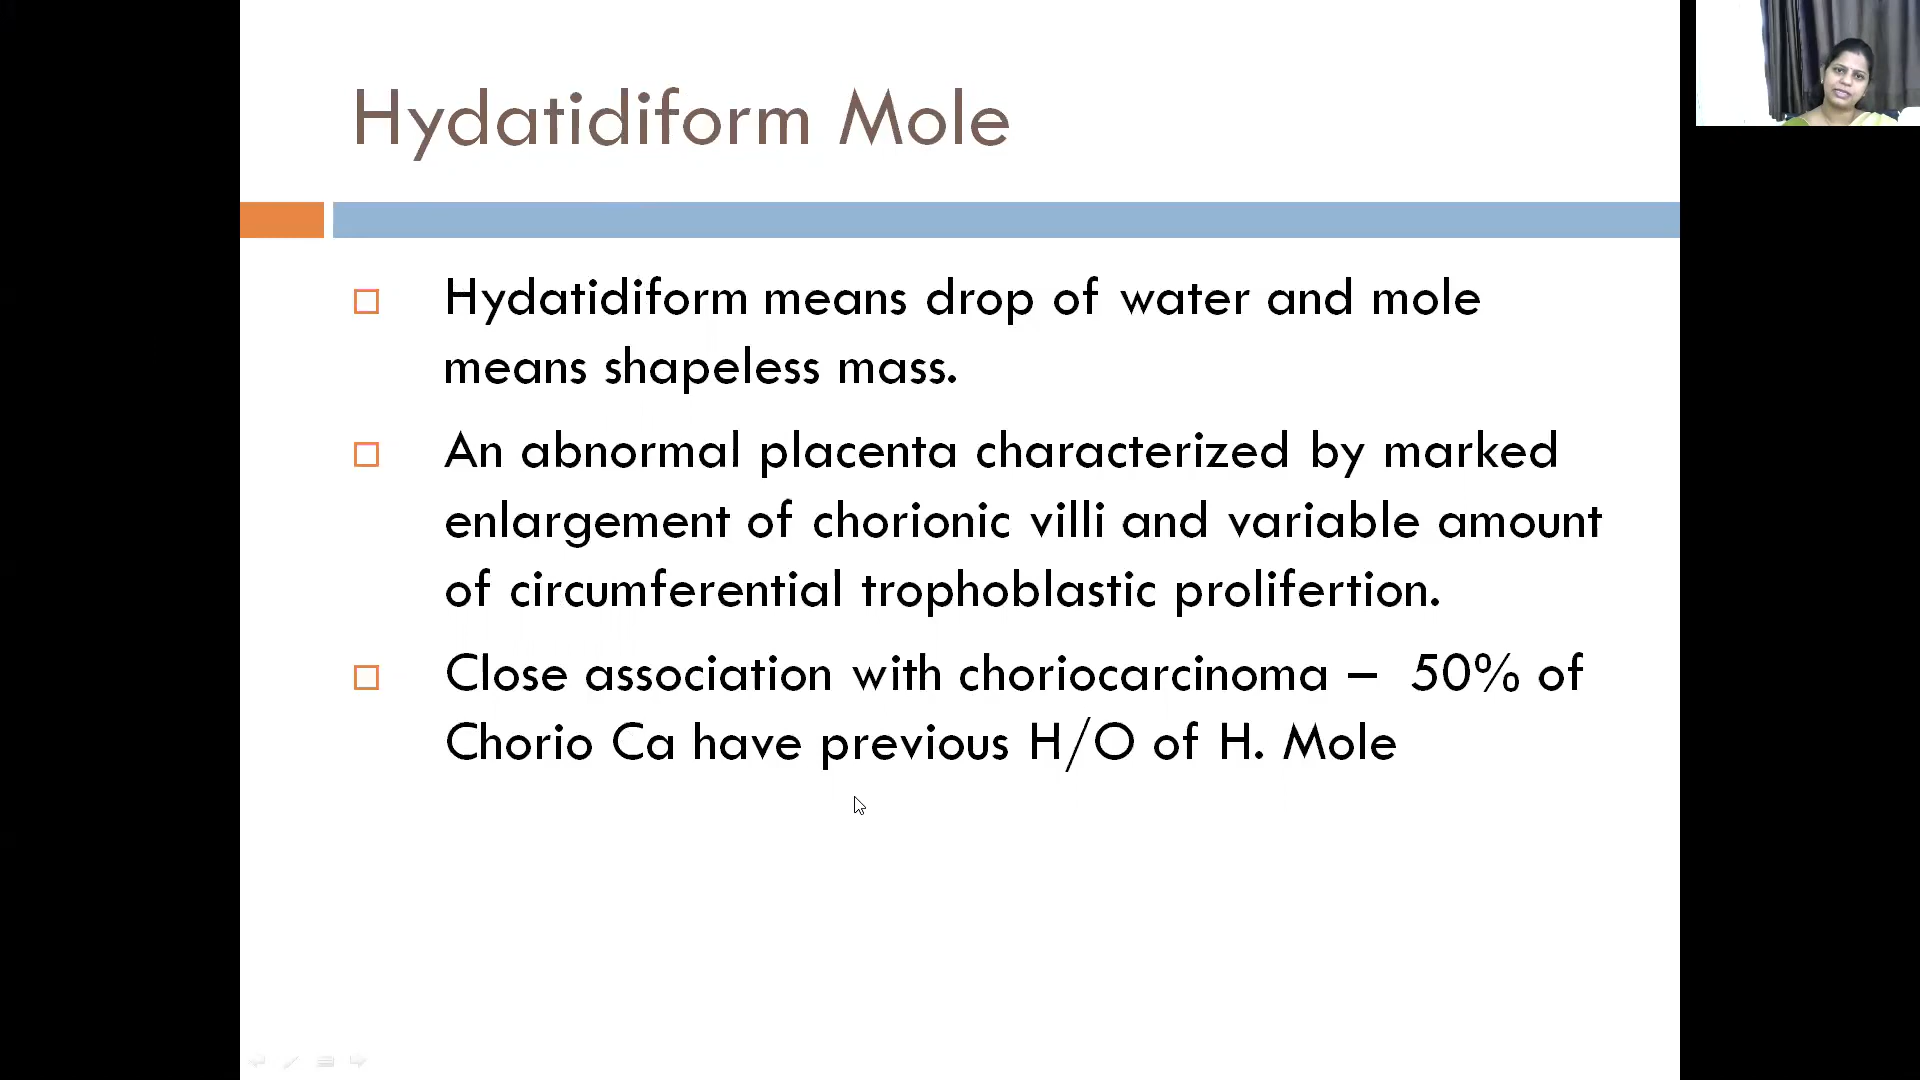 Hydatidiform Mole
Hydatidiform means drop of water and mole
means shapeless mass.
An abnormal placenta characterized by marked
enlargement of chorionic villi and variable amount
of circumferential trophoblastic prolifertion.
Close association with choriocarcinoma – 50% of
Chorio Ca have previous H/O of H. Mole